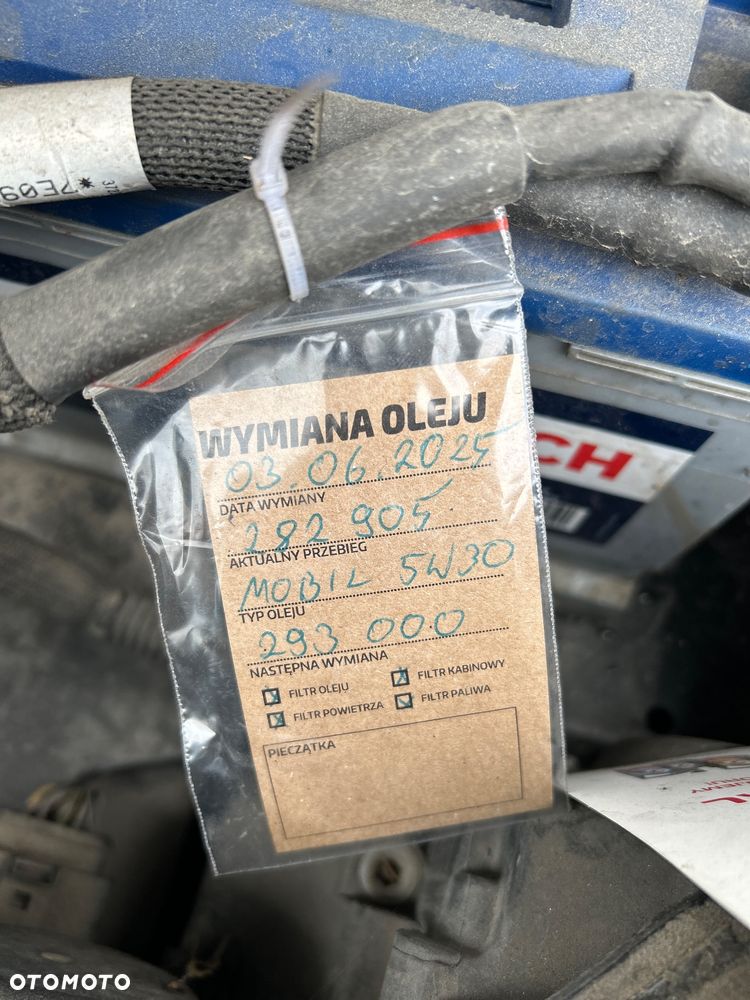 *7E09
CH
WYMIANA OLEJU
03.06.2025
DATA WYMIANY
282 905
AKTUALNY PRZEBIEG
MOBIL 5W30
TYP OLEJU
293 000
NASTĘPNA WYMIANA
FILTR OLEJU
FILTR KABINOWY
FILTR POWIETRZA
FILTR PALIWA
PIECZĄTKA
OTOMOTO